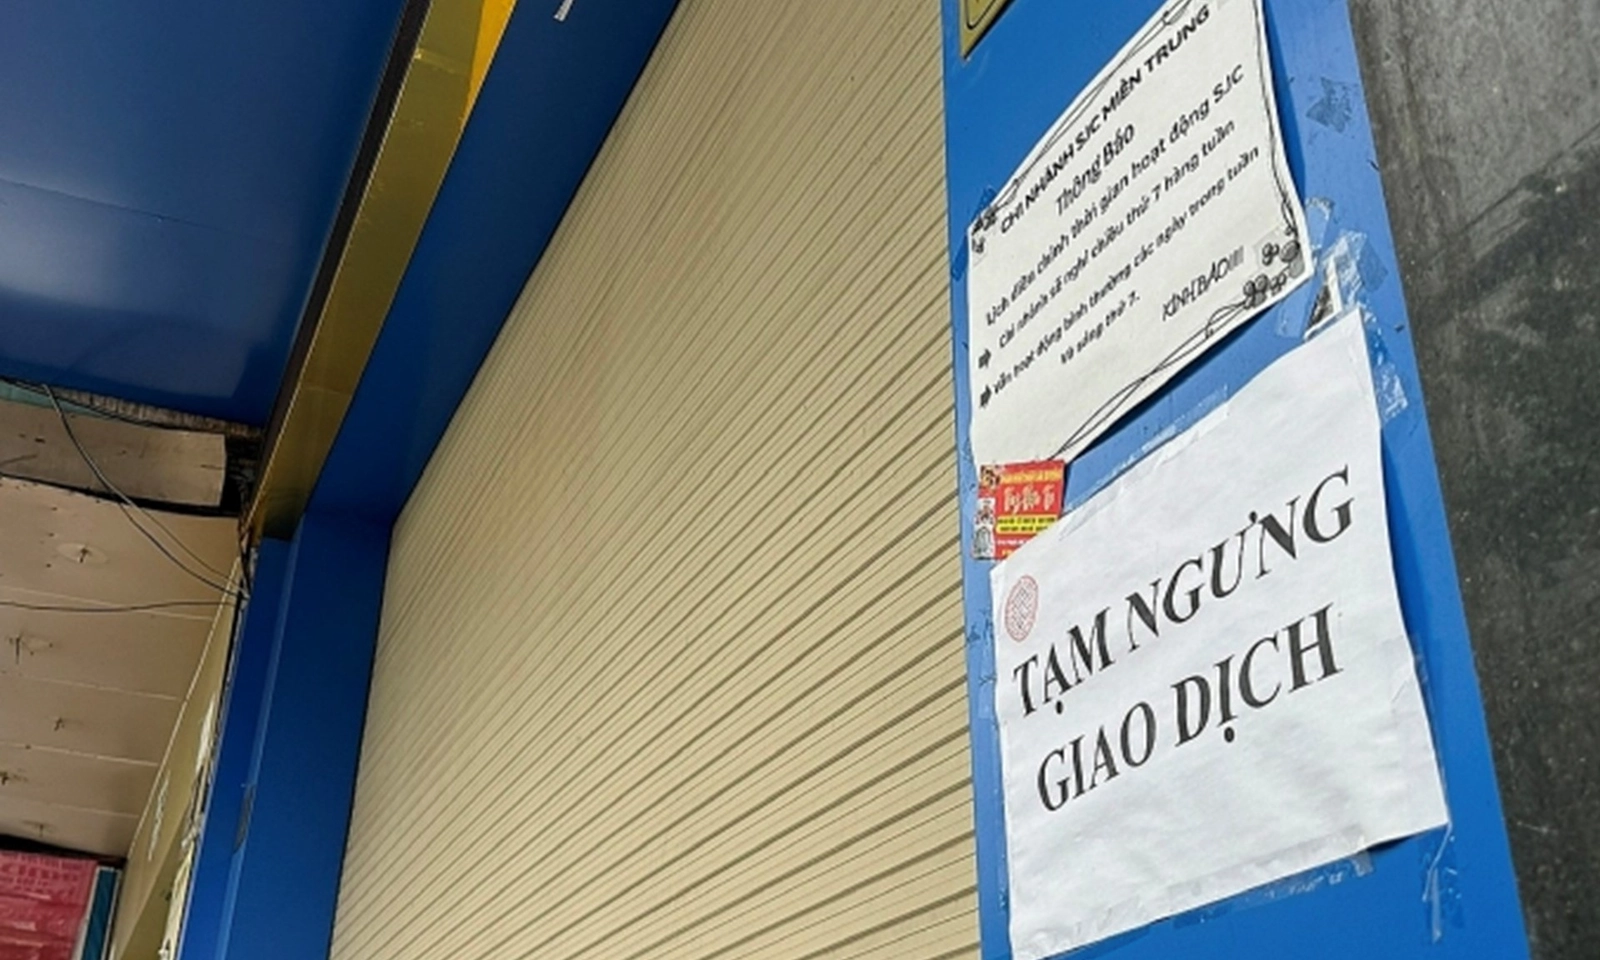 CHI NHÁNH SJC MIỀN TRUNG
Thông Báo
Lịch điều chỉnh thời gian hoạt động SJC
Chi nhánh sẽ nghỉ chiều thứ 7 hàng tuần
Vẫn hoạt động bình thường các ngày trong tuần
Và sáng thứ 7.
KÍNH BÁO!!!!
TẠM NGƯNG
GIAO DỊCH